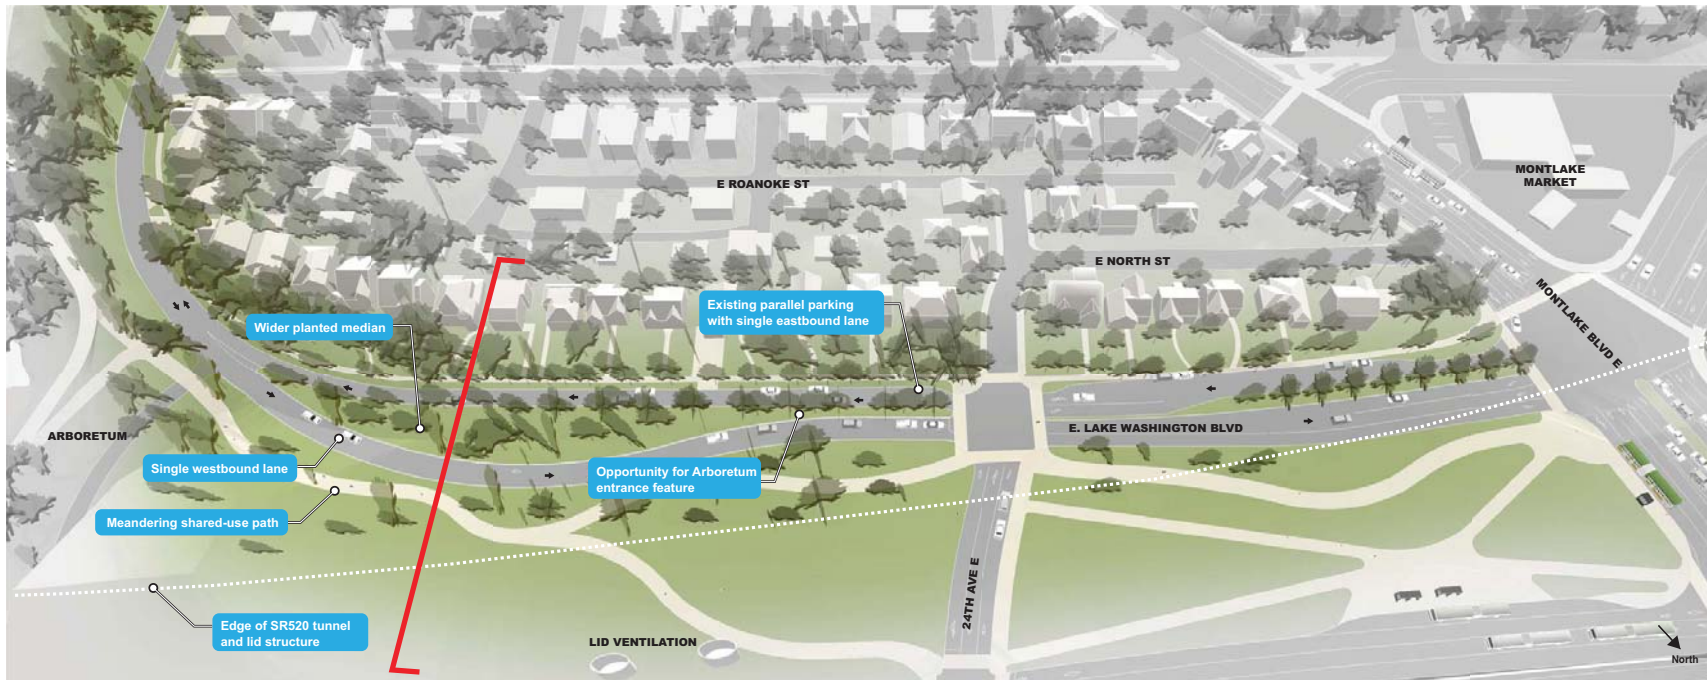 E ROANOKE ST
MONTLAKE
MARKET
E NORTH ST
MONTLAKE BLVD E
Existing parallel parking
with single eastbound lane
Wider planted median
ARBORETUM
E. LAKE WASHINGTON BLVD
Single westbound lane
Opportunity for Arboretum
entrance feature
Meandering shared-use path
24TH AVE E
Edge of SR520 tunnel
and lid structure
LID VENTILATION
North